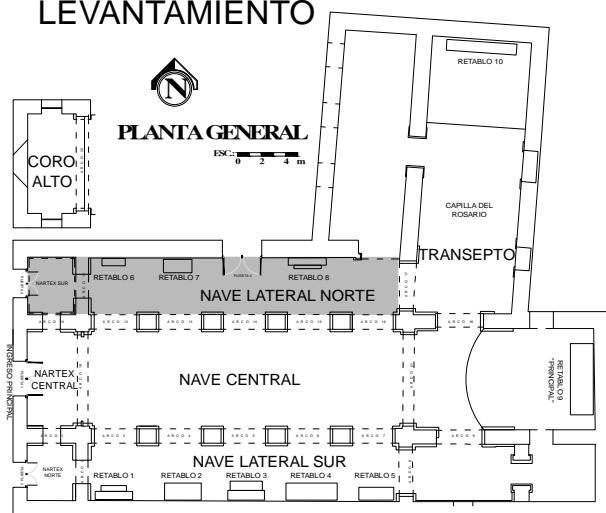 LEVANTAMIENTO
N
PLANTA GENERAL
ESC.:
0 2 4 m
CORO
ALTO
RETABLO 10
CAPILLA DEL
ROSARIO
TRANSEPTO
RETABLO 6
RETABLO 7
RETABLO 8
NARTEX SUR
NAVE LATERAL NORTE
INGRESO PRINCIPAL
NARTEX
CENTRAL
NAVE CENTRAL
RETABLO 9
"PRINCIPAL"
NAVE LATERAL SUR
NARTEX
NORTE
RETABLO 1
RETABLO 2
RETABLO 3
RETABLO 4
RETABLO 5